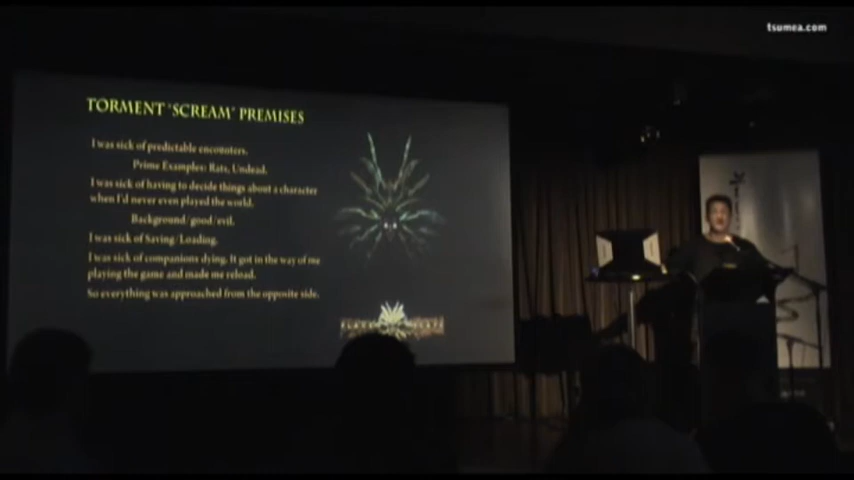 tsumea.com
TORMENT "SCREAM" PREMISES
I was sick of predictable encounters.
Prime Examples: Rats, Undead.
I was sick of having to decide things about a character
when I'd never even played the world.
Background/good/evil.
I was sick of Saving/Loading.
I was sick of companions dying. It got in the way of me
playing the game and made me reload.
So everything was approached from the opposite side.